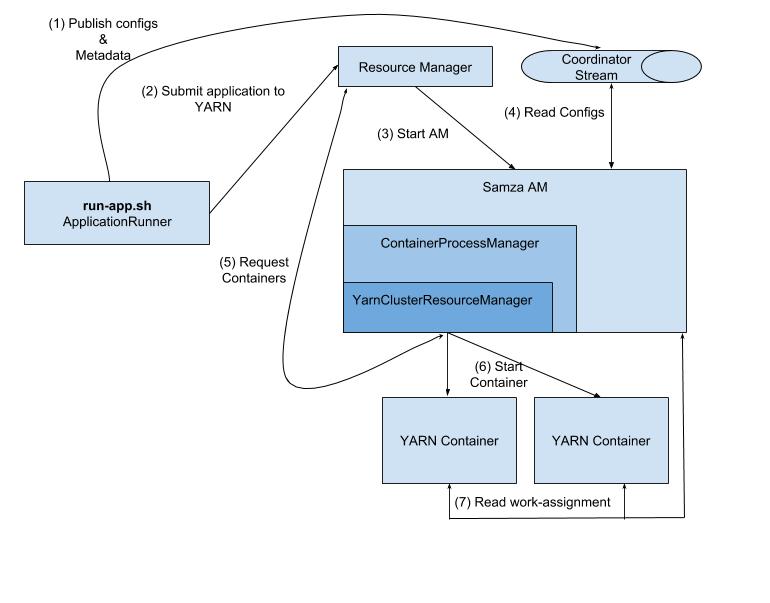 (1) Publish configs
&
Metadata
Resource Manager
Coordinator
Stream
(2) Submit application to
YARN
(3) Start AM
(4) Read Configs
run-app.sh
ApplicationRunner
Samza AM
ContainerProcessManager
(5) Request
Containers
YarnClusterResourceManager
(6) Start
Container
YARN Container
YARN Container
(7) Read work-assignment